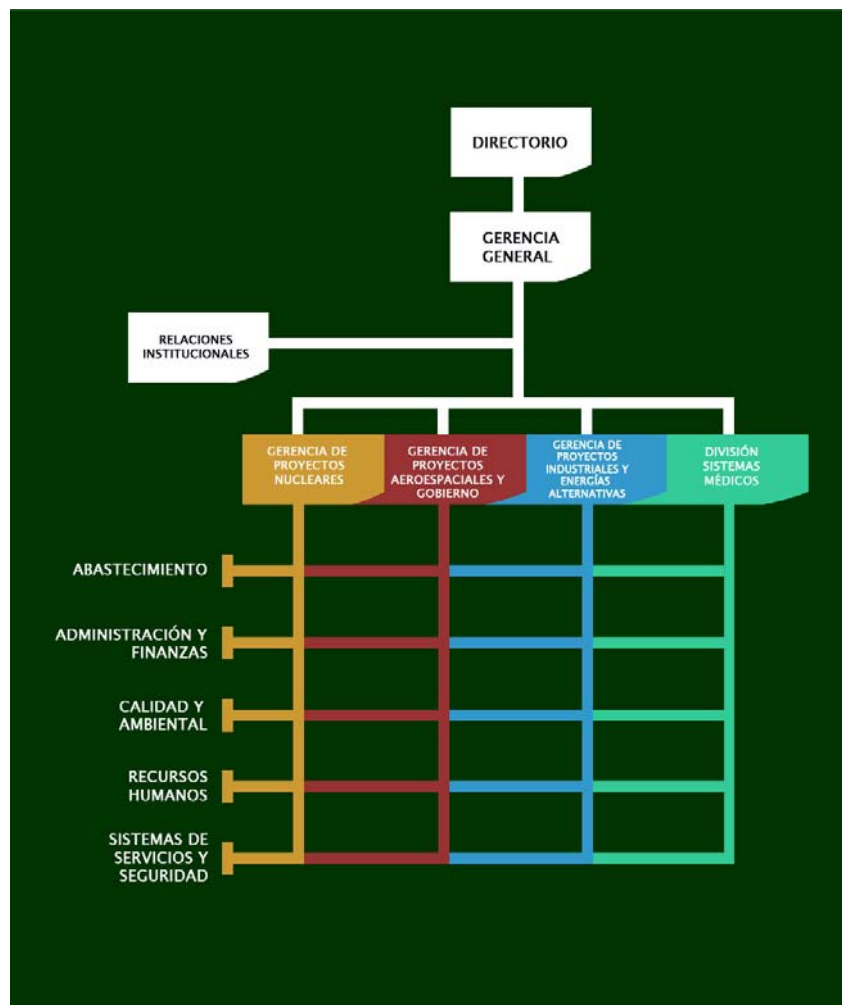 DIRECTORIO
GERENCIA
GENERAL
RELACIONES
INSTITUCIONALES
GERENCIA DE
PROYECTOS
NUCLEARES
GERENCIA DE
PROYECTOS
AEROESPACIALES Y
GOBIERNO
GERENCIA DE
PROYECTOS
INDUSTRIALES Y
ENERGÍAS
ALTERNATIVAS
DIVISIÓN
SISTEMAS
MÉDICOS
ABASTECIMIENTO
ADMINISTRACIÓN Y
FINANZAS
CALIDAD Y
AMBIENTAL
RECURSOS
HUMANOS
SISTEMAS DE
SERVICIOS Y
SEGURIDAD